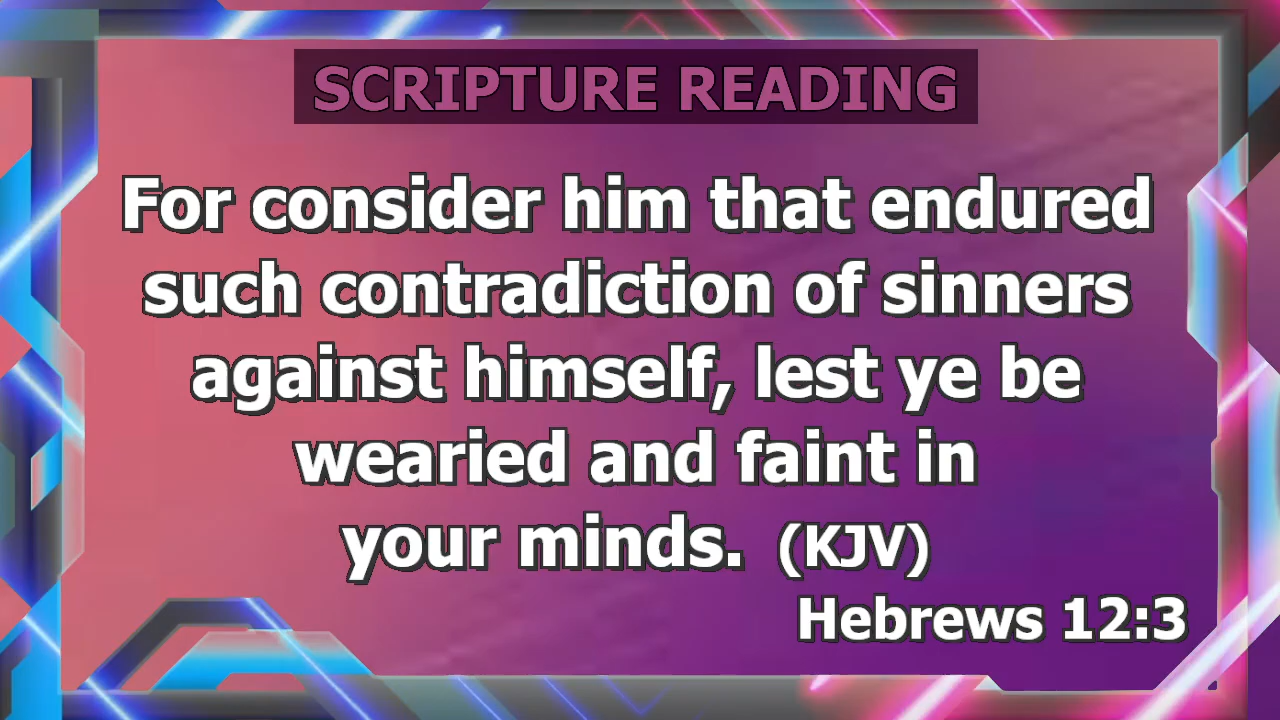 SCRIPTURE READING
For consider him that endured
such contradiction of sinners
against himself, lest ye be
wearied and faint in
your minds. (KJV)
Hebrews 12:3